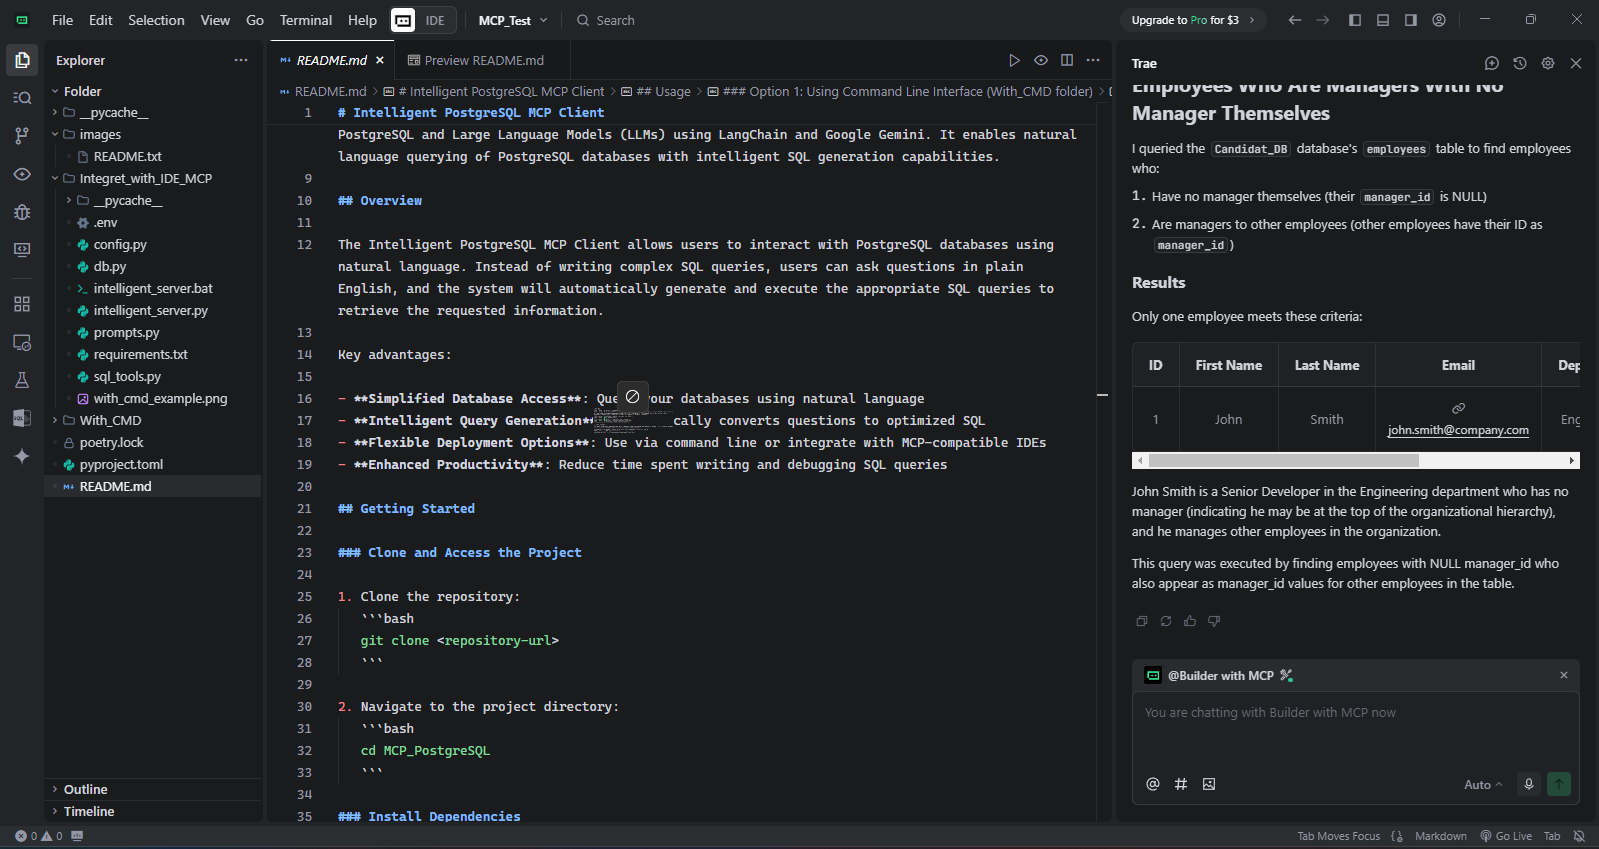 File Edit Selection View Go Terminal Help IDE MCP_Test Search Upgrade to Pro for $3
Explorer
Folder
__pycache__
images
README.txt
Integret_with_IDE_MCP
__pycache__
.env
config.py
db.py
intelligent_server.bat
intelligent_server.py
prompts.py
requirements.txt
sql_tools.py
with_cmd_example.png
With_CMD
poetry.lock
pyproject.toml
README.md
Outline
Timeline
README.md Preview README.md
README.md > # Intelligent PostgreSQL MCP Client > ## Usage > ### Option 1: Using Command Line Interface (With_CMD folder) >
1 # Intelligent PostgreSQL MCP Client
PostgreSQL and Large Language Models (LLMs) using LangChain and Google Gemini. It enables natural
language querying of PostgreSQL databases with intelligent SQL generation capabilities.
9
10 ## Overview
11
12 The Intelligent PostgreSQL MCP Client allows users to interact with PostgreSQL databases using
natural language. Instead of writing complex SQL queries, users can ask questions in plain
English, and the system will automatically generate and execute the appropriate SQL queries to
retrieve the requested information.
13
14 Key advantages:
15
16 - **Simplified Database Access**: Que your databases using natural language
17 - **Intelligent Query Generation** cally converts questions to optimized SQL
18 - **Flexible Deployment Options**: Use via command line or integrate with MCP-compatible IDEs
19 - **Enhanced Productivity**: Reduce time spent writing and debugging SQL queries
20
21 ## Getting Started
22
23 ### Clone and Access the Project
24
25 1. Clone the repository:
26 ```bash
27 git clone <repository-url>
28 ```
29
30 2. Navigate to the project directory:
31 ```bash
32 cd MCP_PostgreSQL
33 ```
34
35 ### Install Dependencies
Trae
Employees Who Are Managers With No
Manager Themselves
I queried the Candidat_DB database's employees table to find employees
who:
1. Have no manager themselves (their manager_id is NULL)
2. Are managers to other employees (other employees have their ID as
manager_id )
Results
Only one employee meets these criteria:
ID First Name Last Name Email Dep
1 John Smith john.smith@company.com Eng
John Smith is a Senior Developer in the Engineering department who has no
manager (indicating he may be at the top of the organizational hierarchy),
and he manages other employees in the organization.
This query was executed by finding employees with NULL manager_id who
also appear as manager_id values for other employees in the table.
@Builder with MCP
You are chatting with Builder with MCP now
Auto
0 0 Tab Moves Focus Markdown Go Live Tab